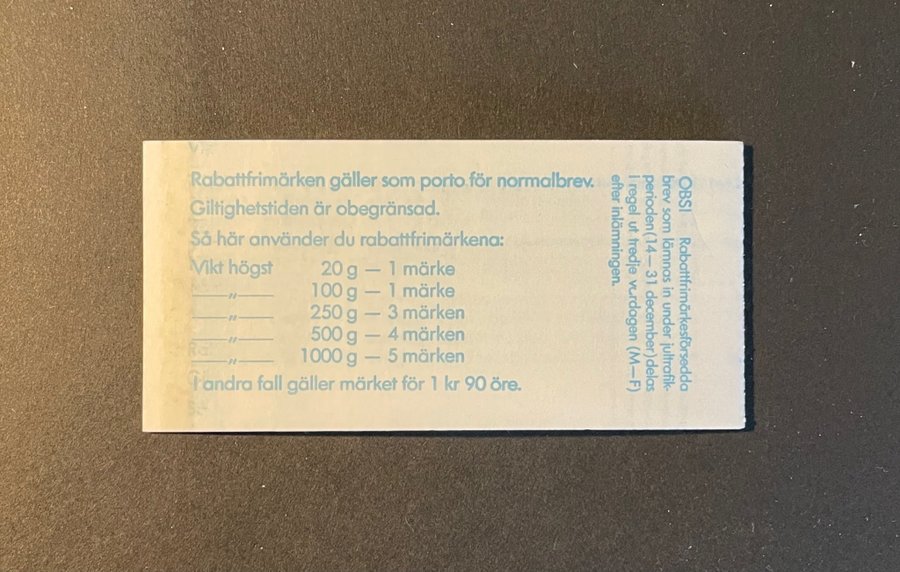 Rabattfrimärken gäller som porto för normalbrev.
Giltighetstiden är obegränsad.
Så här använder du rabattfrimärkena:
Vikt högst 20 g — 1 märke
—〃— 100 g — 1 märke
—〃— 250 g — 3 märken
—〃— 500 g — 4 märken
—〃— 1000 g — 5 märken
I andra fall gäller märket för 1 kr 90 öre.
OBS! Rabattfrimärkesförsedda
brev som lämnas in under jultrafik-
perioden (14—31 december) delas
i regel ut tredje vardagen (M—F)
efter inlämningen.